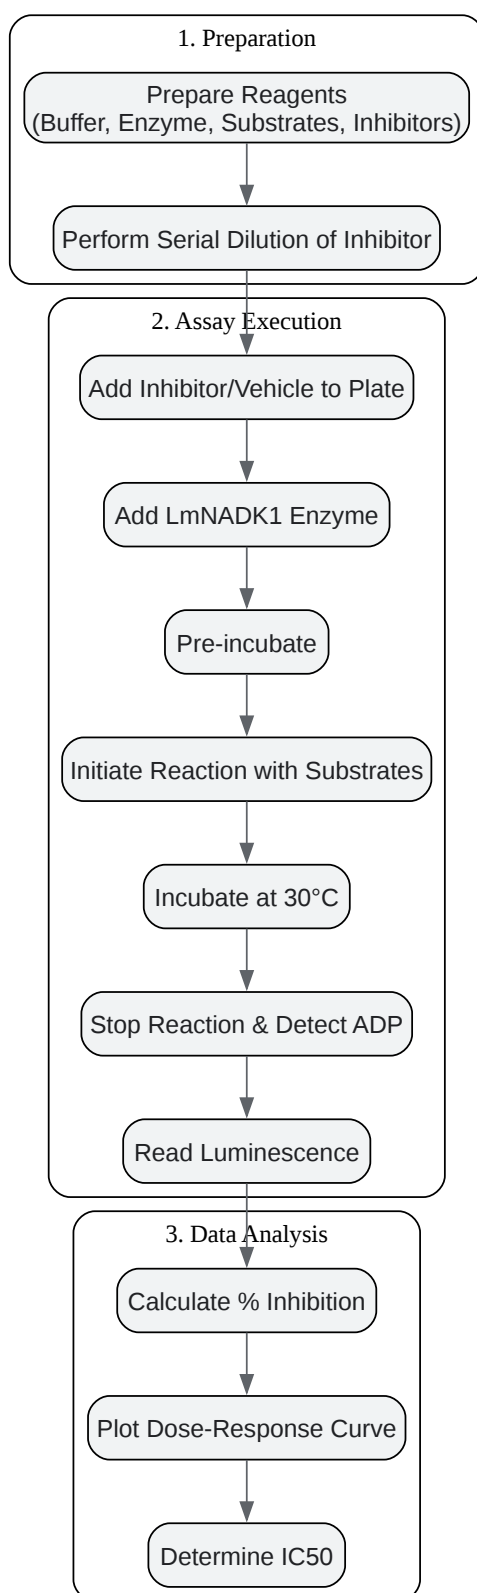 1. Preparation
Prepare Reagents
(Buffer, Enzyme, Substrates, Inhibitors)
Perform Serial Dilution of Inhibitor
2. Assay Execution
Add Inhibitor/Vehicle to Plate
Add LmNADK1 Enzyme
Pre-incubate
Initiate Reaction with Substrates
Incubate at 30°C
Stop Reaction & Detect ADP
Read Luminescence
3. Data Analysis
Calculate % Inhibition
Plot Dose-Response Curve
Determine IC50